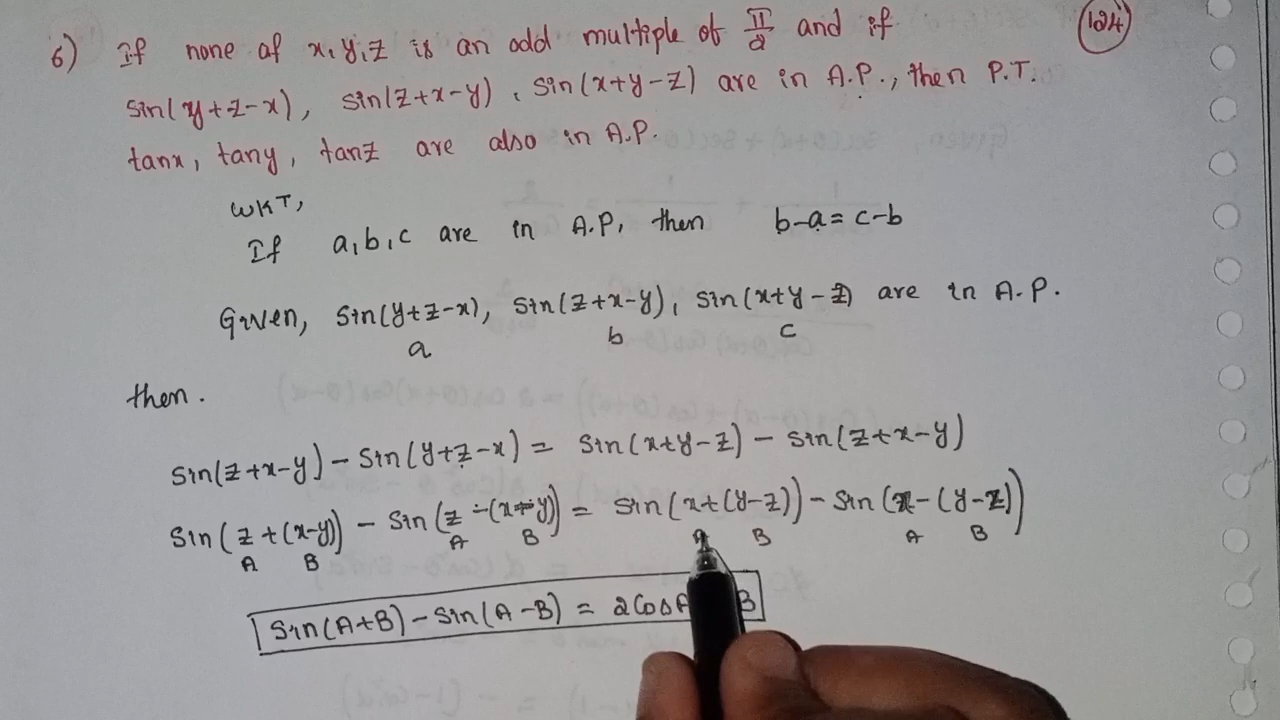 6) If none of x, y, z is an odd multiple of π/2 and if (124)
sin(y+z-x), sin(z+x-y), sin(x+y-z) are in A.P., then P.T.
tanx, tany, tanz are also in A.P.
WKT,
If a, b, c are in A.P, then b-a = c-b
Given, sin(y+z-x), sin(z+x-y), sin(x+y-z) are in A.P.
a b c
then.
sin(z+x-y) - sin(y+z-x) = sin(x+y-z) - sin(z+x-y)
sin(z+(x-y)) - sin(z-(x-y)) = sin(x+(y-z)) - sin(x-(y-z))
A B A B A B A B
sin(A+B) - sin(A-B) = 2cosA B